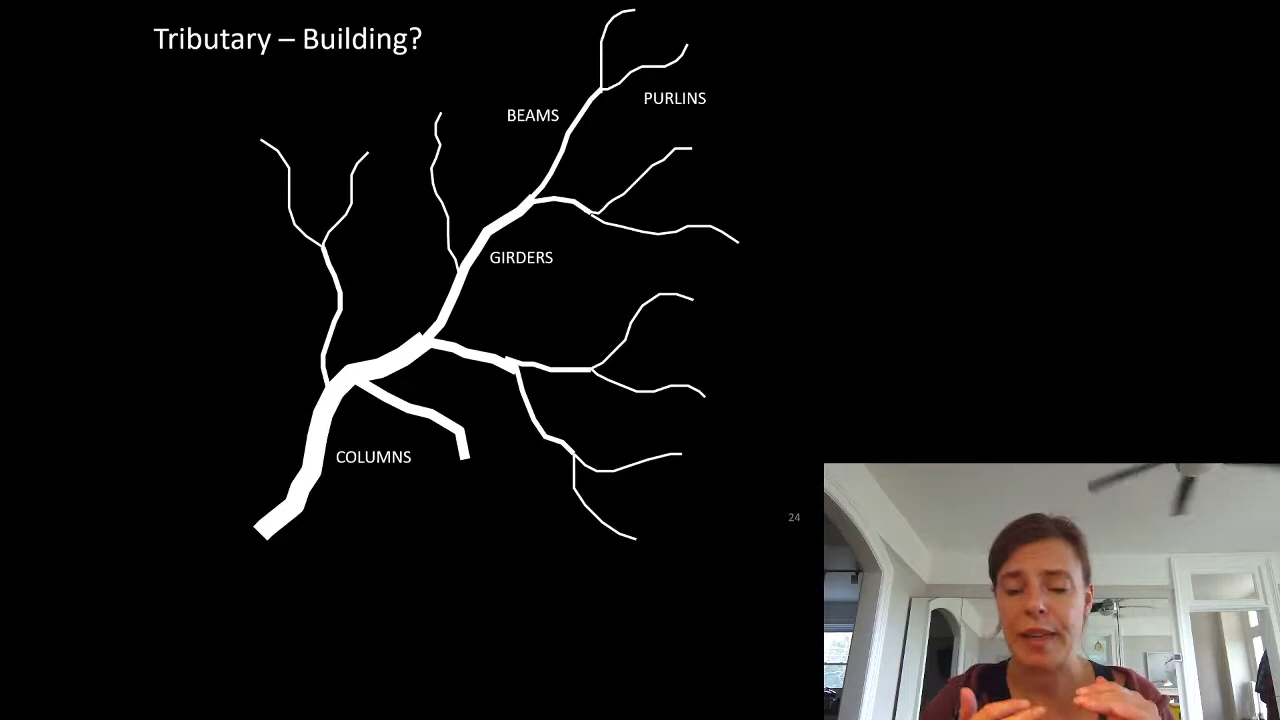 Tributary – Building?
PURLINS
BEAMS
GIRDERS
COLUMNS
24